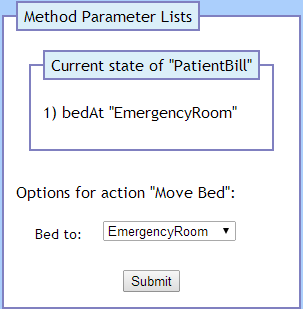 Method Parameter Lists
Current state of "PatientBill"
1) bedAt "EmergencyRoom"
Options for action "Move Bed":
Bed to: EmergencyRoom
Submit